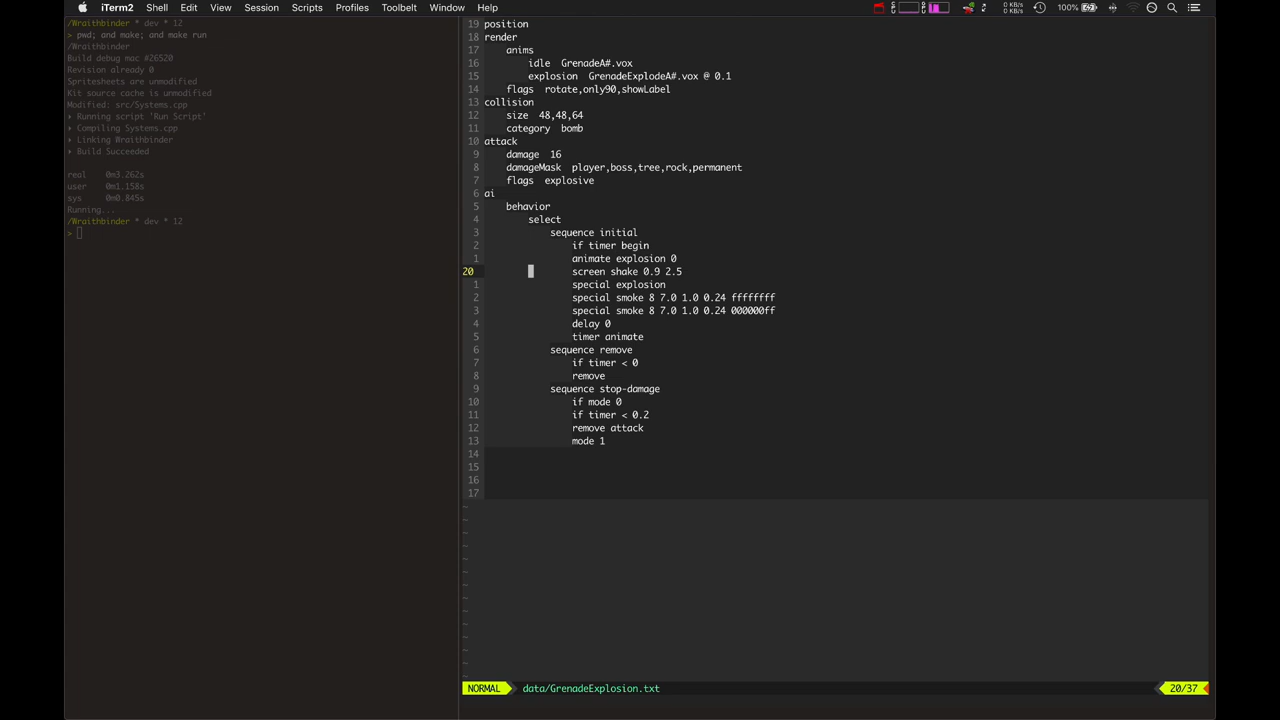 iTerm2 Shell Edit View Session Scripts Profiles Toolbelt Window Help 0 KB/s 0 KB/s 100%
/Wraithbinder * dev * 12
> pwd; and make; and make run
/Wraithbinder
Build debug mac #26520
Revision already 0
Spritesheets are unmodified
Kit source cache is unmodified
Modified: src/Systems.cpp
Running script 'Run Script'
Compiling Systems.cpp
Linking Wraithbinder
Build Succeeded
real 0m3.262s
user 0m1.158s
sys 0m0.845s
Running...
/Wraithbinder * dev * 12
>
19 position
18 render
17 anims
16 idle GrenadeA#.vox
15 explosion GrenadeExplodeA#.vox @ 0.1
14 flags rotate,only90,showLabel
13 collision
12 size 48,48,64
11 category bomb
10 attack
9 damage 16
8 damageMask player,boss,tree,rock,permanent
7 flags explosive
6 ai
5 behavior
4 select
3 sequence initial
2 if timer begin
1 animate explosion 0
20 screen shake 0.9 2.5
1 special explosion
2 special smoke 8 7.0 1.0 0.24 ffffffff
3 special smoke 8 7.0 1.0 0.24 000000ff
4 delay 0
5 timer animate
6 sequence remove
7 if timer < 0
8 remove
9 sequence stop-damage
10 if mode 0
11 if timer < 0.2
12 remove attack
13 mode 1
14
15
16
17
~
~
~
~
~
~
~
~
~
~
~
~
~
~
NORMAL data/GrenadeExplosion.txt 20/37